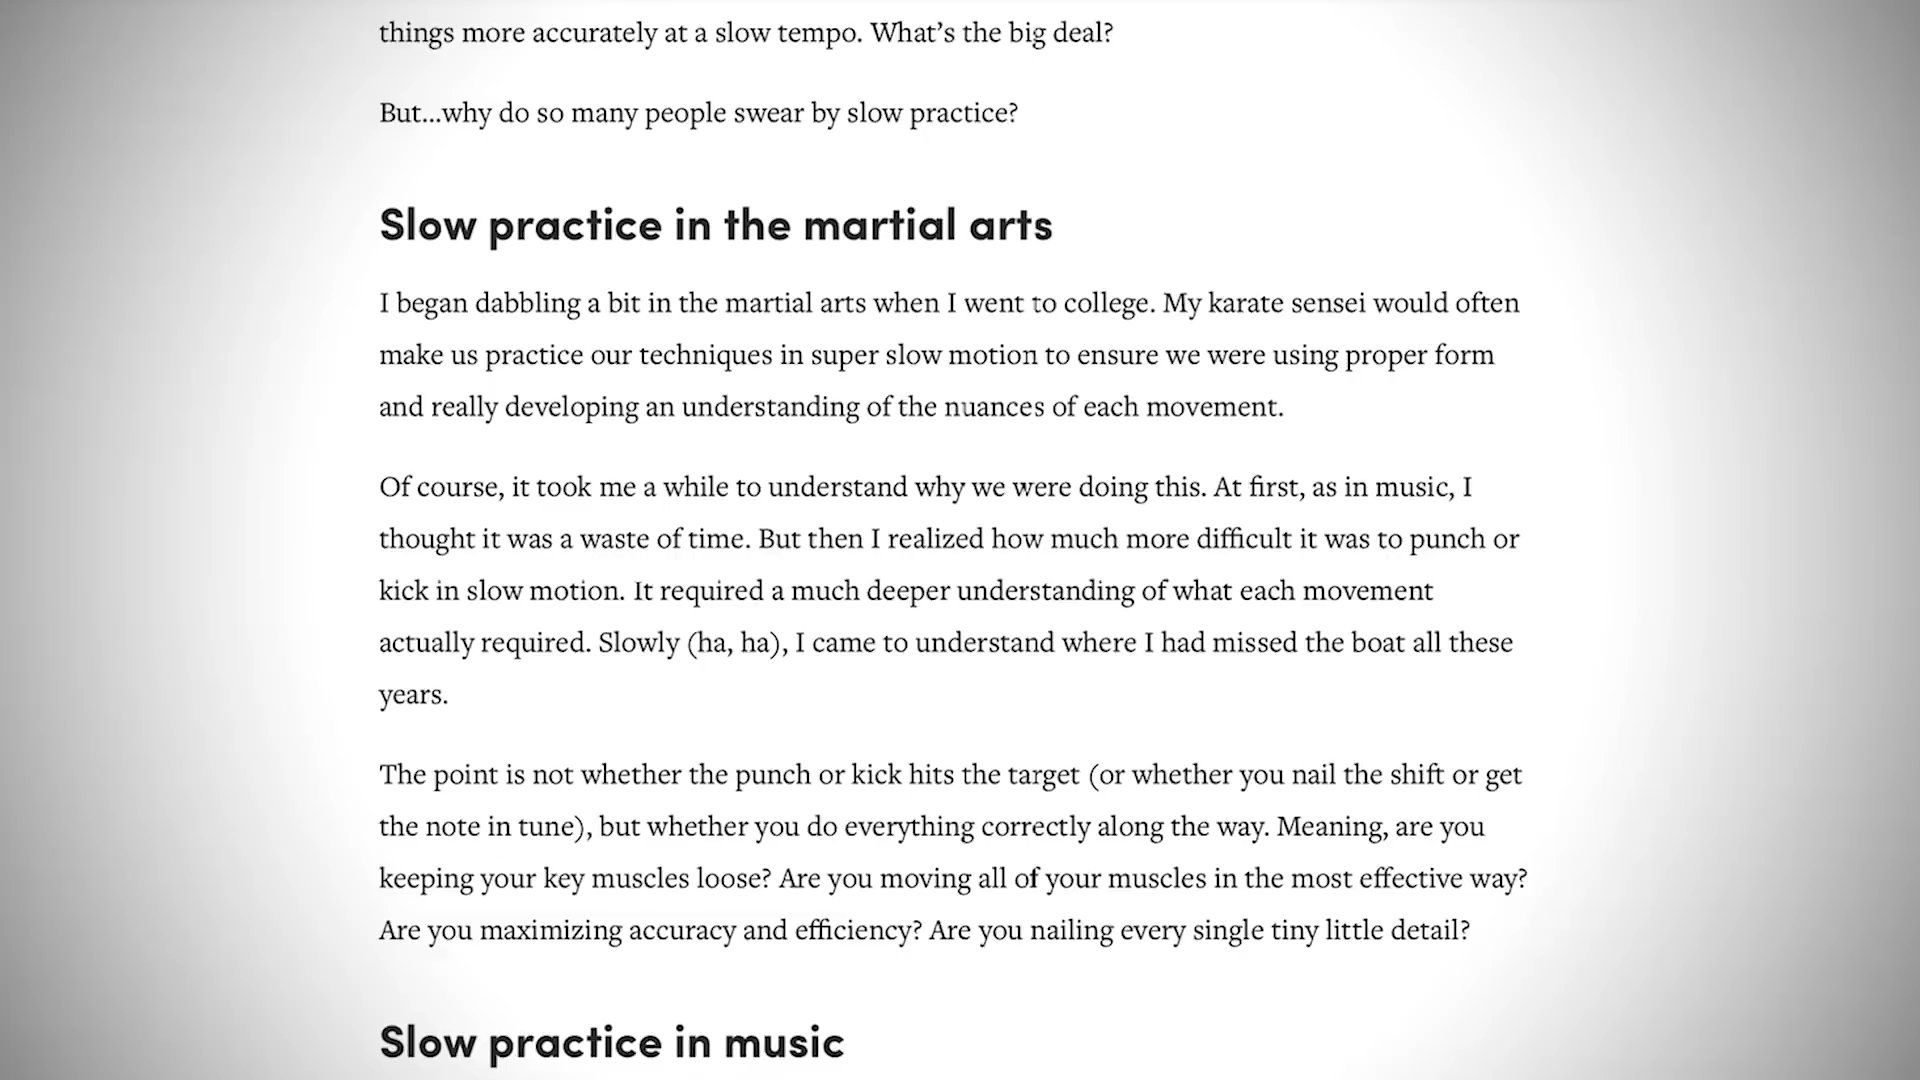 things more accurately at a slow tempo. What’s the big deal?
But...why do so many people swear by slow practice?
Slow practice in the martial arts
I began dabbling a bit in the martial arts when I went to college. My karate sensei would often
make us practice our techniques in super slow motion to ensure we were using proper form
and really developing an understanding of the nuances of each movement.
Of course, it took me a while to understand why we were doing this. At first, as in music, I
thought it was a waste of time. But then I realized how much more difficult it was to punch or
kick in slow motion. It required a much deeper understanding of what each movement
actually required. Slowly (ha, ha), I came to understand where I had missed the boat all these
years.
The point is not whether the punch or kick hits the target (or whether you nail the shift or get
the note in tune), but whether you do everything correctly along the way. Meaning, are you
keeping your key muscles loose? Are you moving all of your muscles in the most effective way?
Are you maximizing accuracy and efficiency? Are you nailing every single tiny little detail?
Slow practice in music